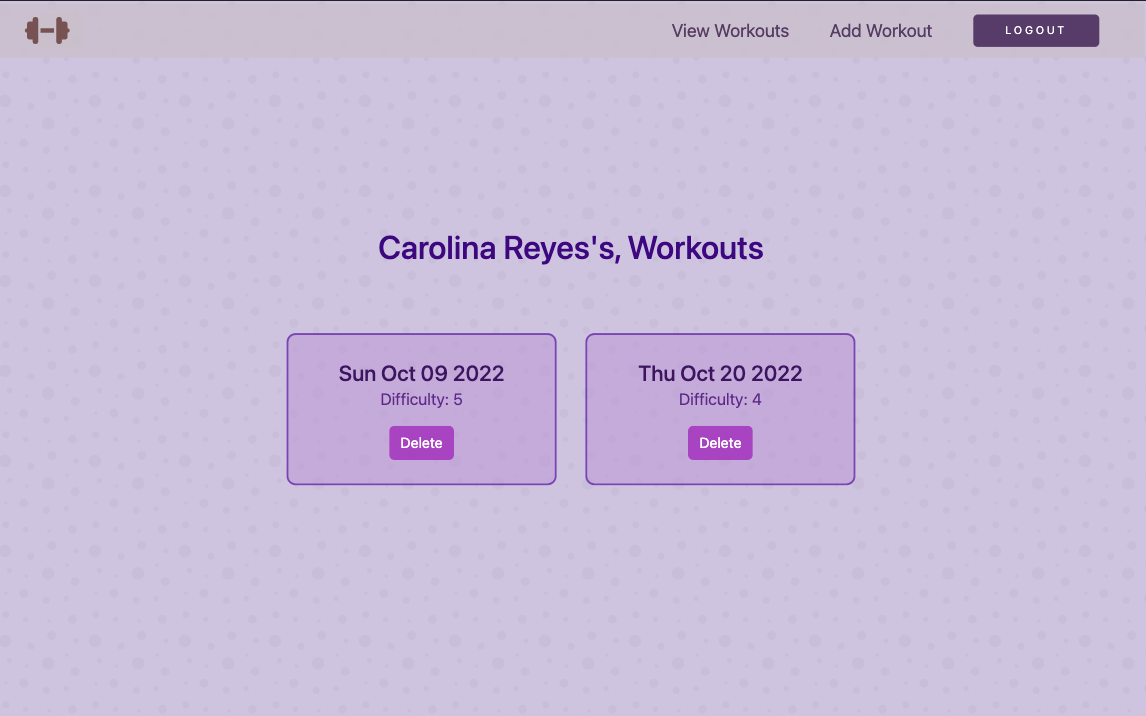 View Workouts Add Workout LOGOUT
Carolina Reyes's, Workouts
Sun Oct 09 2022
Difficulty: 5
Delete
Thu Oct 20 2022
Difficulty: 4
Delete